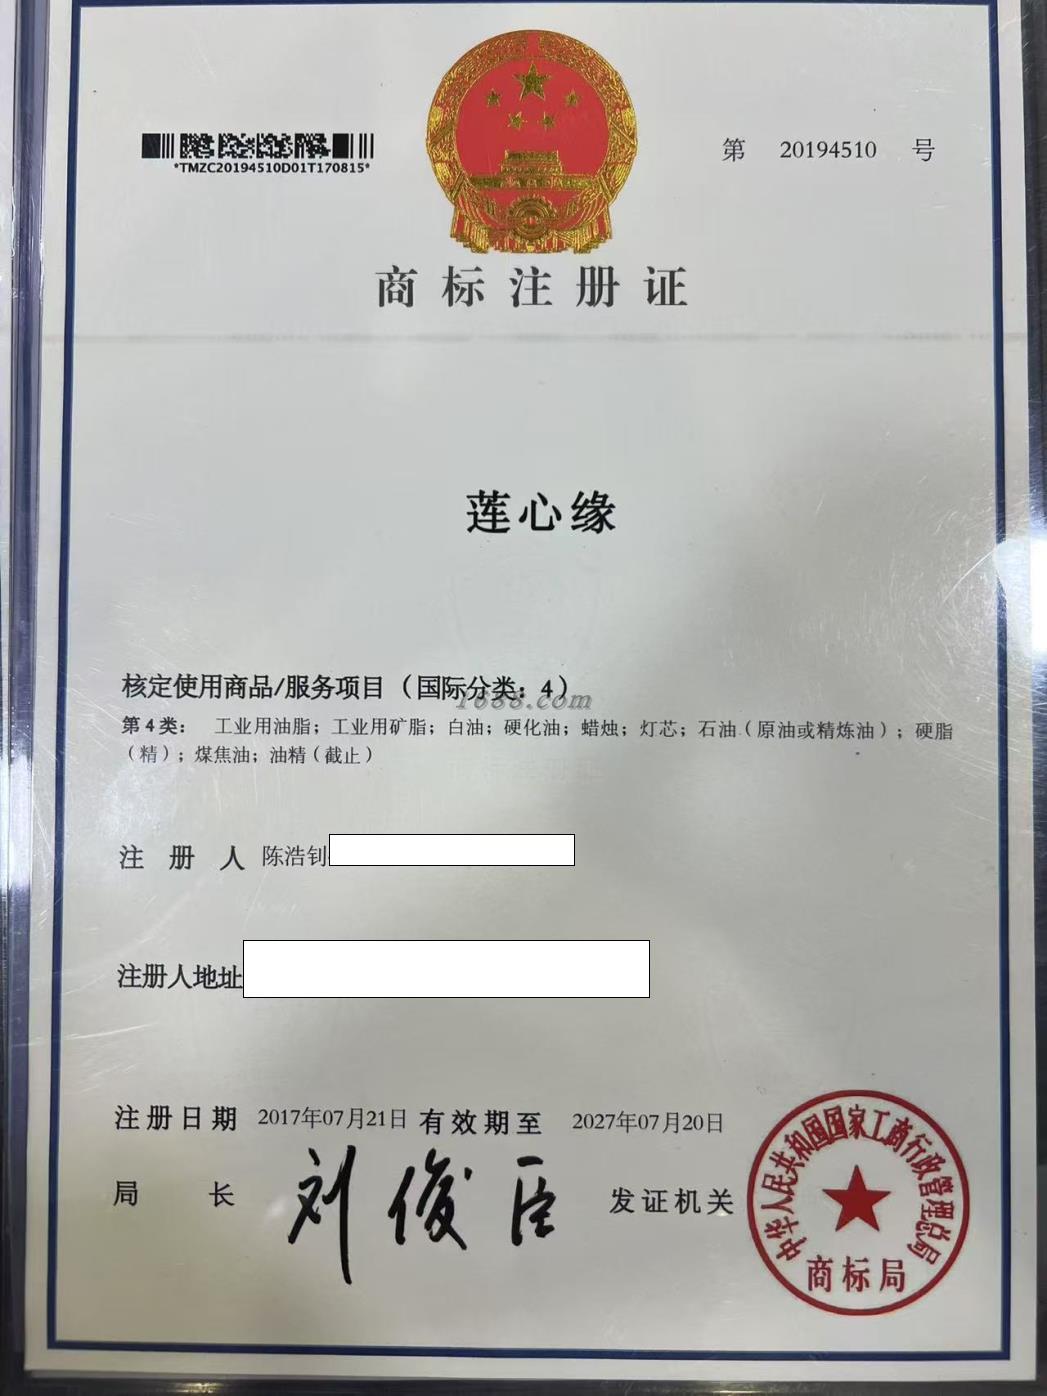 *TMZC20194510D01T170815*
第 20194510 号
商标注册证
莲心缘
核定使用商品/服务项目（国际分类：4）
1688.com
第4类： 工业用油脂；工业用矿脂；白油；硬化油；蜡烛；灯芯；石油（原油或精炼油）；硬脂
（精）；煤焦油；油精（截止）
注 册 人 陈浩钊
注册人地址
注册日期 2017年07月21日 有效期至 2027年07月20日
局 长 刘俊臣 发证机关
中华人民共和国国家工商行政管理总局
商标局